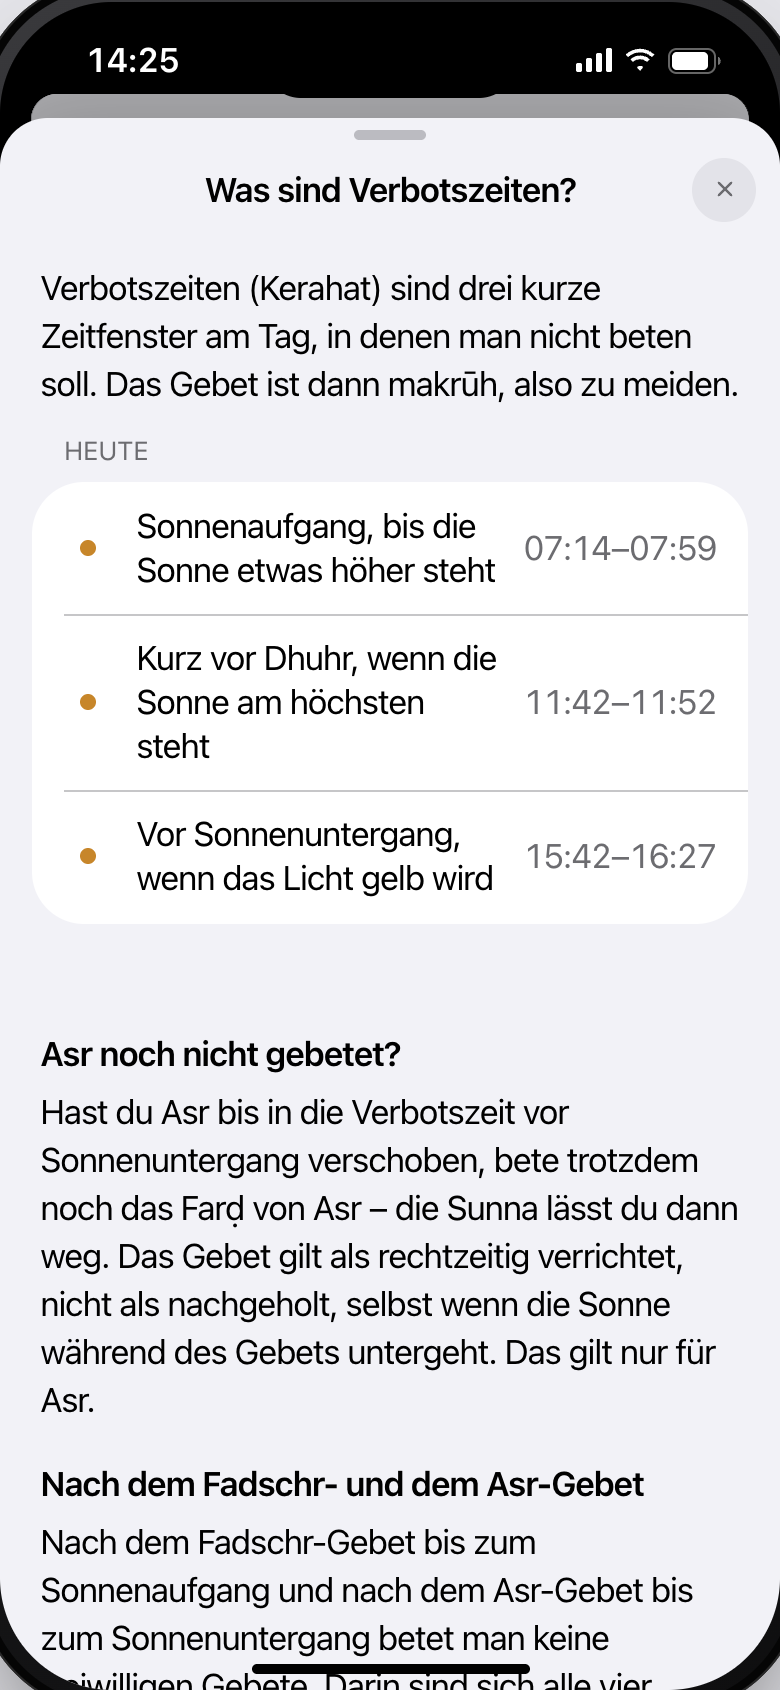 14:25
Was sind Verbotszeiten?
Verbotszeiten (Kerahat) sind drei kurze
Zeitfenster am Tag, in denen man nicht beten
soll. Das Gebet ist dann makrūh, also zu meiden.
HEUTE
Sonnenaufgang, bis die
Sonne etwas höher steht
07:14–07:59
Kurz vor Dhuhr, wenn die
Sonne am höchsten
steht
11:42–11:52
Vor Sonnenuntergang,
wenn das Licht gelb wird
15:42–16:27
Asr noch nicht gebetet?
Hast du Asr bis in die Verbotszeit vor
Sonnenuntergang verschoben, bete trotzdem
noch das Farḍ von Asr – die Sunna lässt du dann
weg. Das Gebet gilt als rechtzeitig verrichtet,
nicht als nachgeholt, selbst wenn die Sonne
während des Gebets untergeht. Das gilt nur für
Asr.
Nach dem Fadschr- und dem Asr-Gebet
Nach dem Fadschr-Gebet bis zum
Sonnenaufgang und nach dem Asr-Gebet bis
zum Sonnenuntergang betet man keine
Gebete. Darin sind sich alle vier